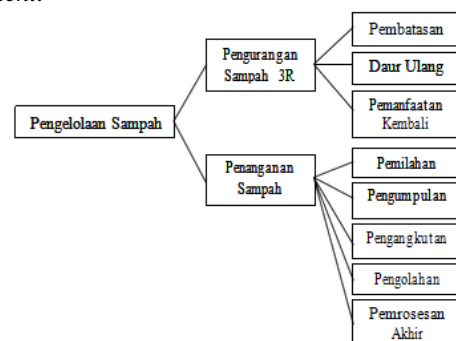 Pengelolaan Sampah
Pengurangan
Sampah 3R
Pembatasan
Daur Ulang
Pemanfaatan
Kembali
Penanganan
Sampah
Pemilahan
Pengumpulan
Pengangkutan
Pengolahan
Pemrosesan
Akhir